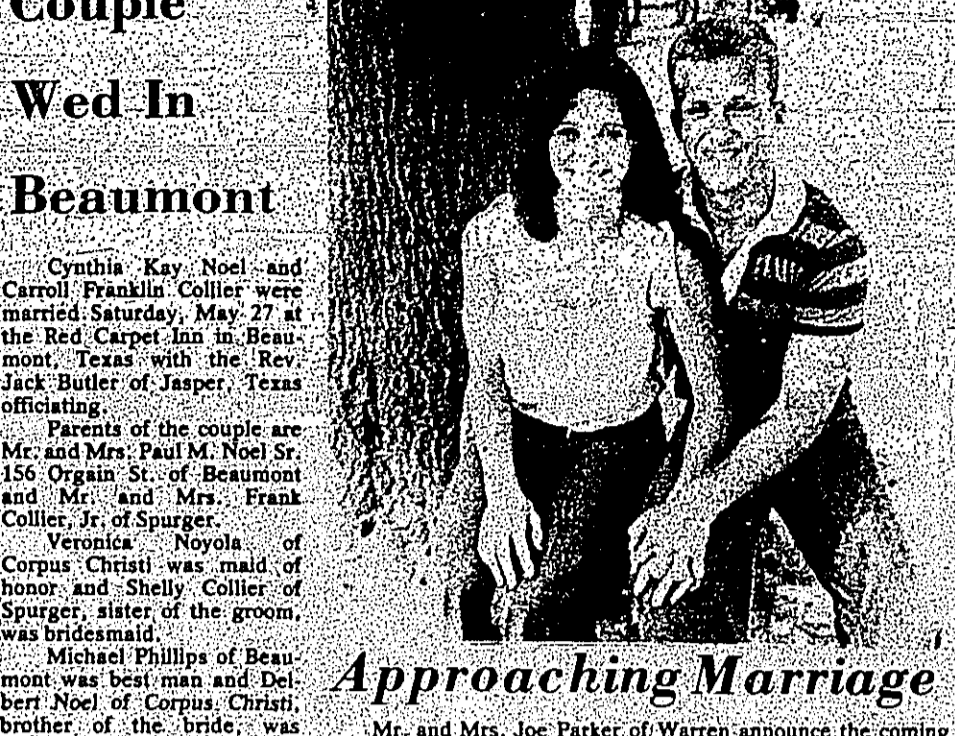 Couple
Wed In
Beaumont
Cynthia Kay Noel and
Carroll Franklin Collier were
married Saturday, May 27 at
the Red Carpet Inn in Beau-
mont, Texas with the Rev.
Jack Butler of Jasper, Texas
officiating.
Parents of the couple are
Mr. and Mrs. Paul M. Noel Sr.
156 Orgain St. of Beaumont
and Mr. and Mrs. Frank
Collier, Jr. of Spurger.
Veronica Noyola of
Corpus Christi was maid of
honor and Shelly Collier of
Spurger, sister of the groom,
was bridesmaid.
Michael Phillips of Beau-
mont was best man and Del-
bert Noel of Corpus Christi,
brother of the bride, was
Approaching Marriage
Mr. and Mrs. Joe Parker of Warren announce the coming